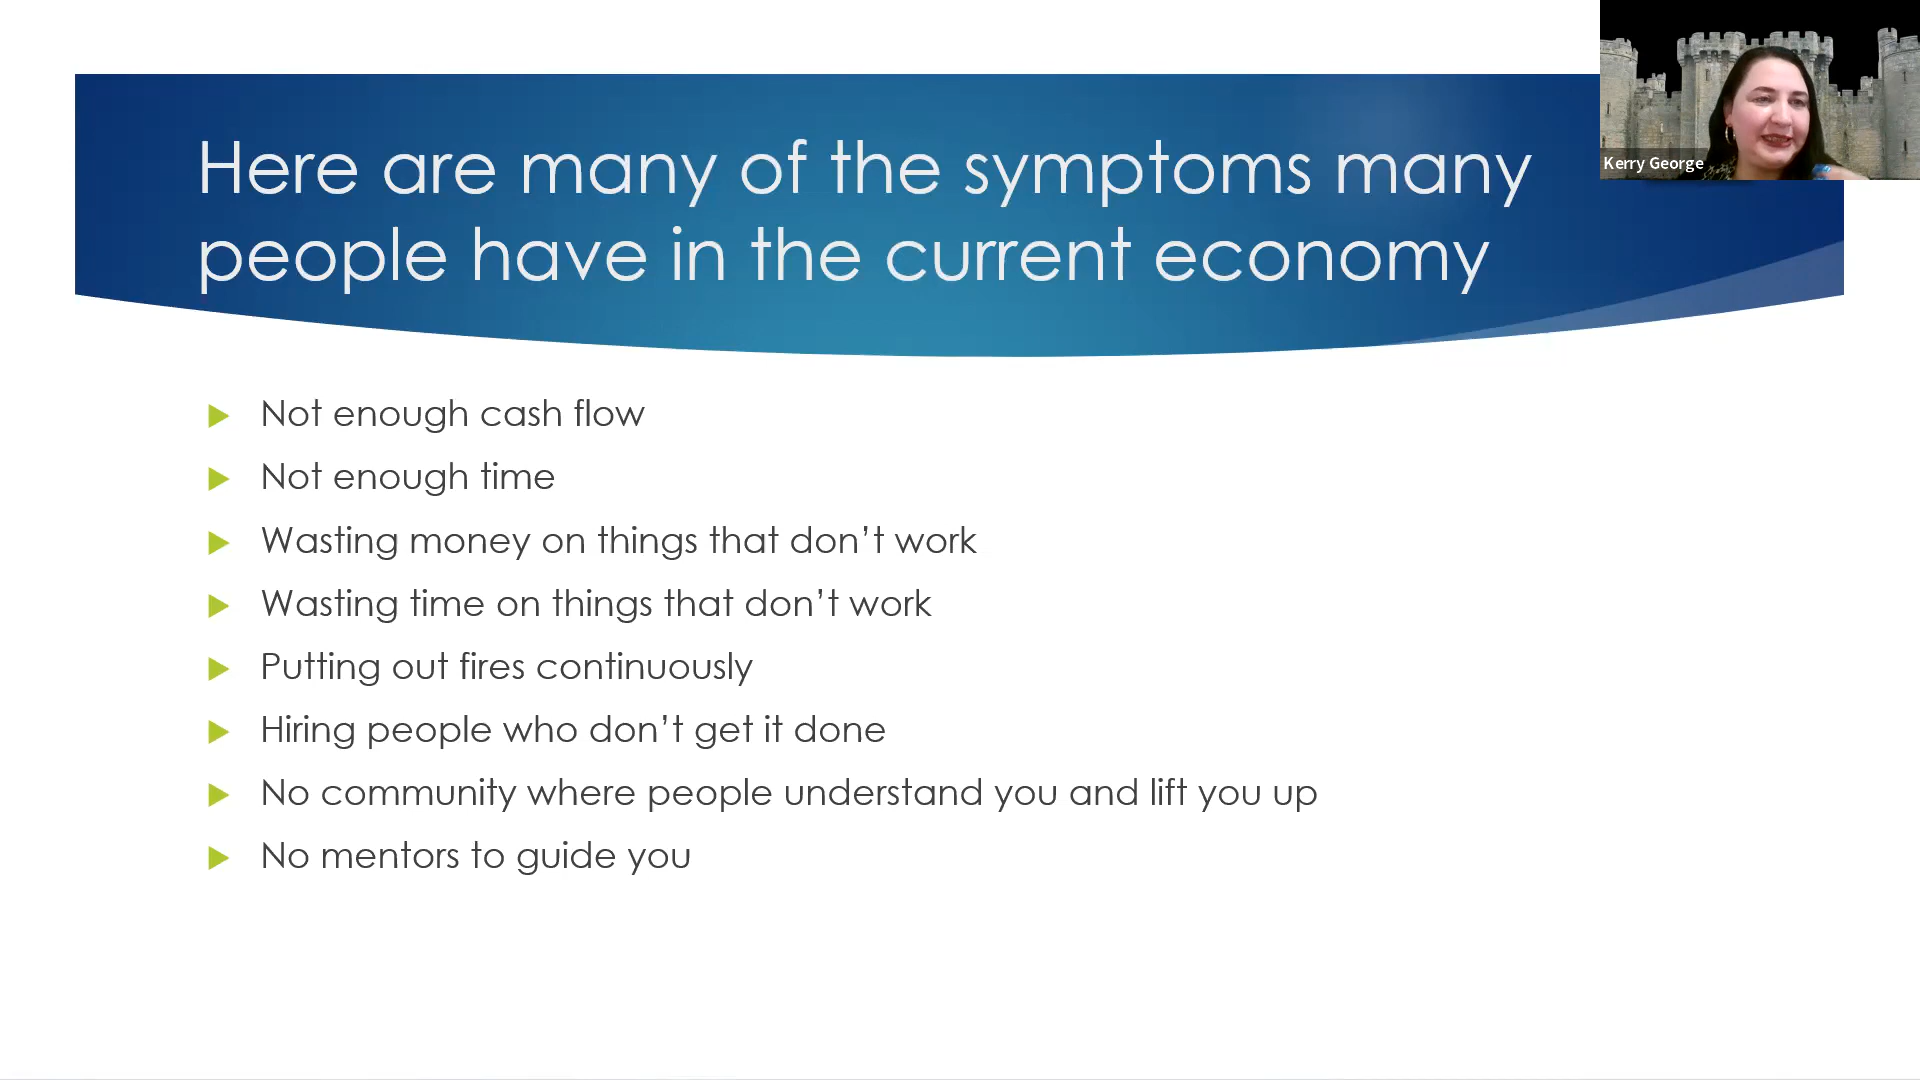 Here are many of the symptoms many
people have in the current economy
Kerry George
Not enough cash flow
Not enough time
Wasting money on things that don’t work
Wasting time on things that don’t work
Putting out fires continuously
Hiring people who don’t get it done
No community where people understand you and lift you up
No mentors to guide you